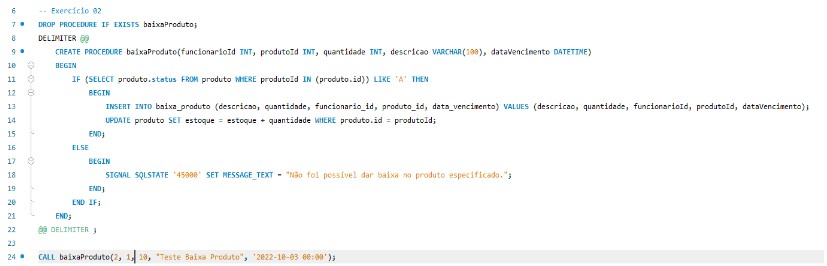 6 -- Exercício 02
7 DROP PROCEDURE IF EXISTS baixaProduto;
8 DELIMITER @@
9 CREATE PROCEDURE baixaProduto(funcionarioId INT, produtoId INT, quantidade INT, descricao VARCHAR(100), dataVencimento DATETIME)
10 BEGIN
11 IF (SELECT produto.status FROM produto WHERE produtoId IN (produto.id)) LIKE 'A' THEN
12 BEGIN
13 INSERT INTO baixa_produto (descricao, quantidade, funcionario_id, produto_id, data_vencimento) VALUES (descricao, quantidade, funcionarioId, produtoId, dataVencimento);
14 UPDATE produto SET estoque = estoque + quantidade WHERE produto.id = produtoId;
15 END;
16 ELSE
17 BEGIN
18 SIGNAL SQLSTATE '45000' SET MESSAGE_TEXT = "Não foi possível dar baixa no produto especificado.";
19 END;
20 END IF;
21 END;
22 @@ DELIMITER ;
23
24 CALL baixaProduto(2, 1, 10, "Teste Baixa Produto", '2022-10-03 00:00');